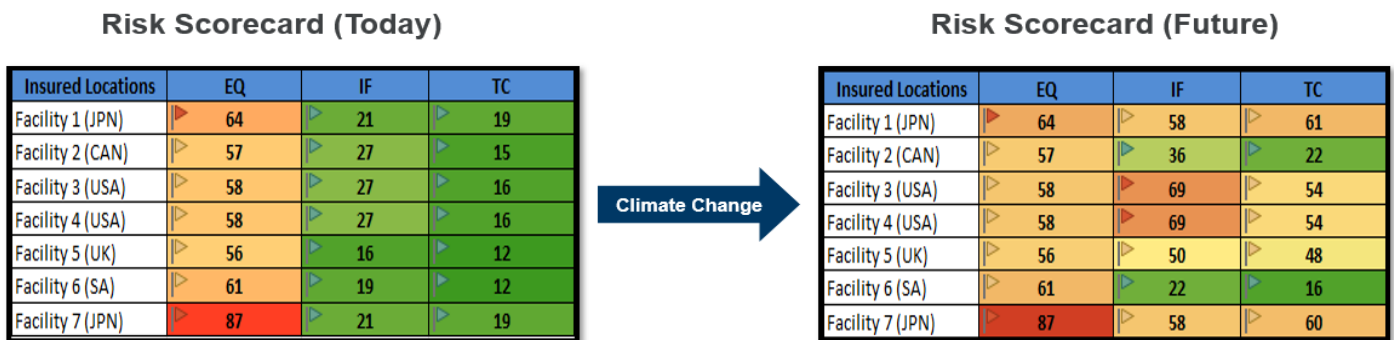 Risk Scorecard (Today)
Insured Locations EQ IF TC
Facility 1 (JPN) 64 21 19
Facility 2 (CAN) 57 27 15
Facility 3 (USA) 58 27 16
Facility 4 (USA) 58 27 16
Facility 5 (UK) 56 16 12
Facility 6 (SA) 61 19 12
Facility 7 (JPN) 87 21 19
Climate Change
Risk Scorecard (Future)
Insured Locations EQ IF TC
Facility 1 (JPN) 64 58 61
Facility 2 (CAN) 57 36 22
Facility 3 (USA) 58 69 54
Facility 4 (USA) 58 69 54
Facility 5 (UK) 56 50 48
Facility 6 (SA) 61 22 16
Facility 7 (JPN) 87 58 60